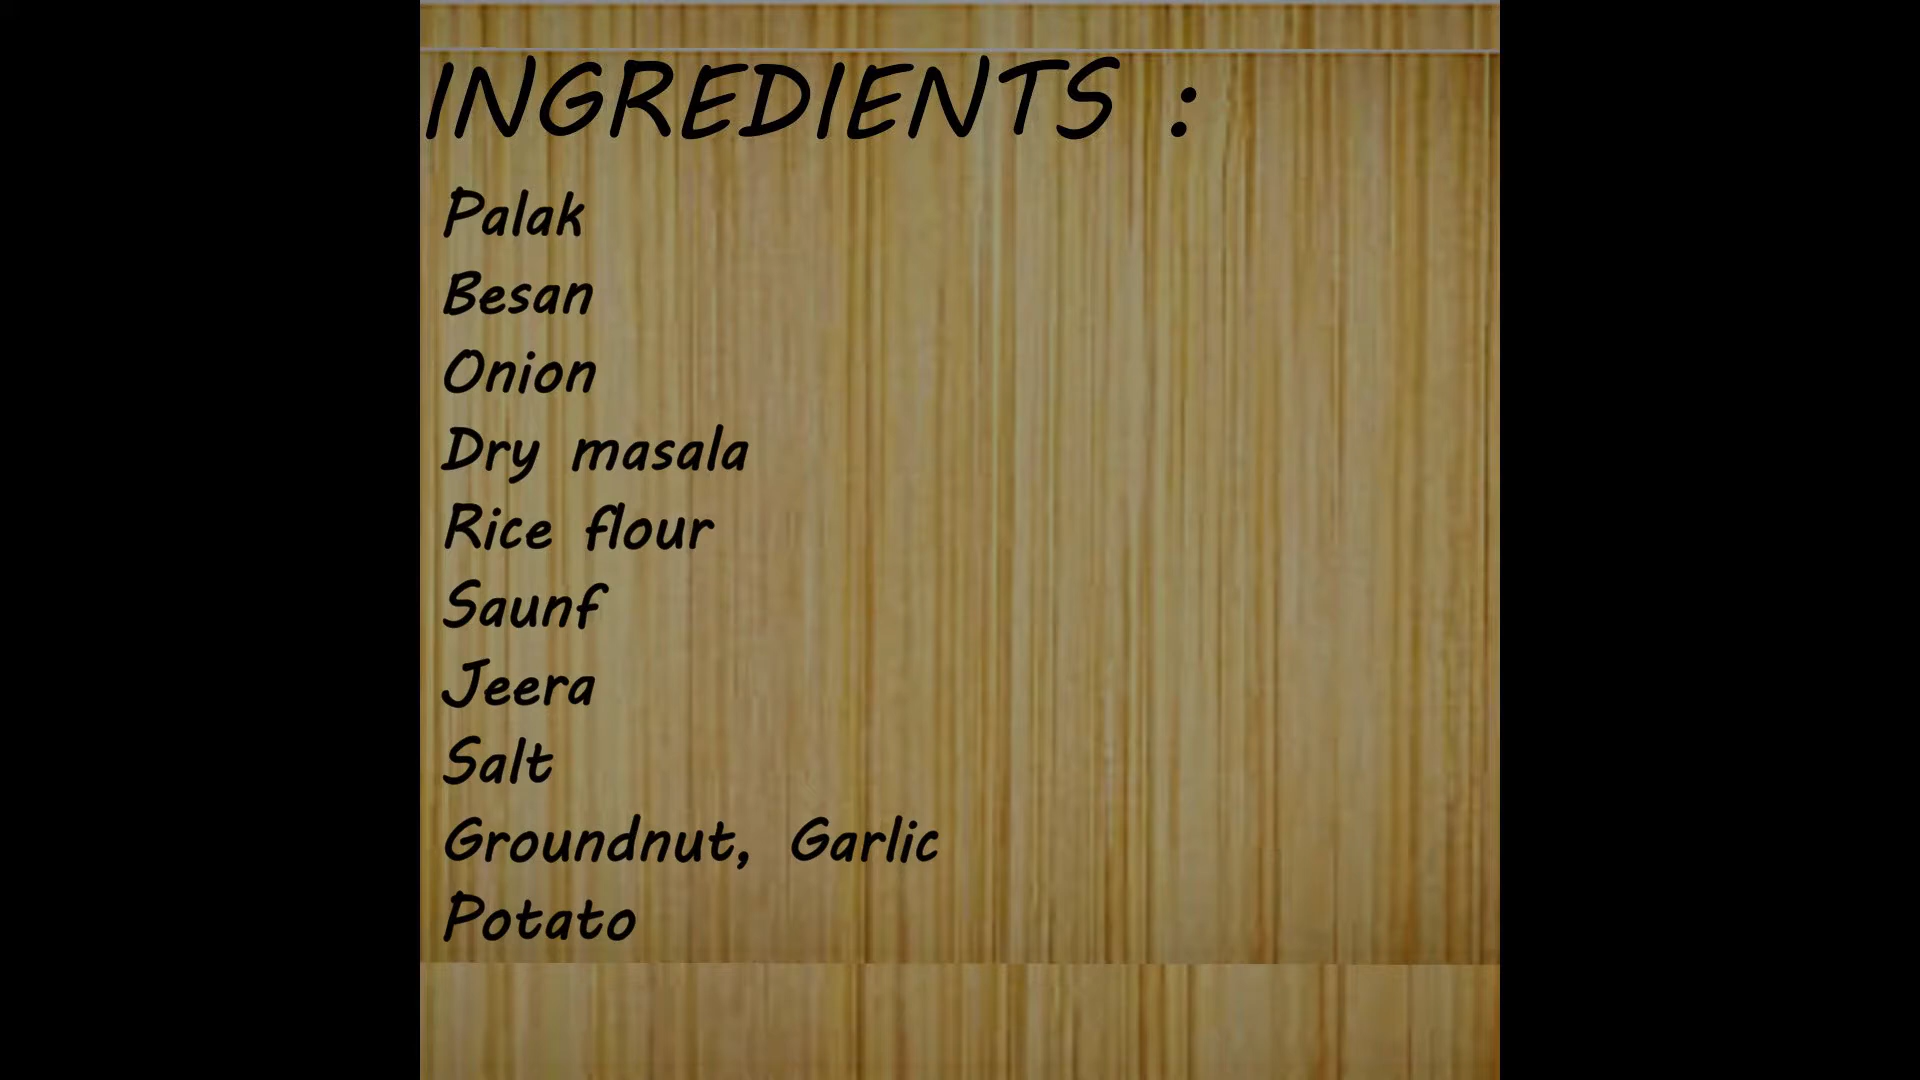 INGREDIENTS :
Palak
Besan
Onion
Dry masala
Rice flour
Saunf
Jeera
Salt
Groundnut, Garlic
Potato